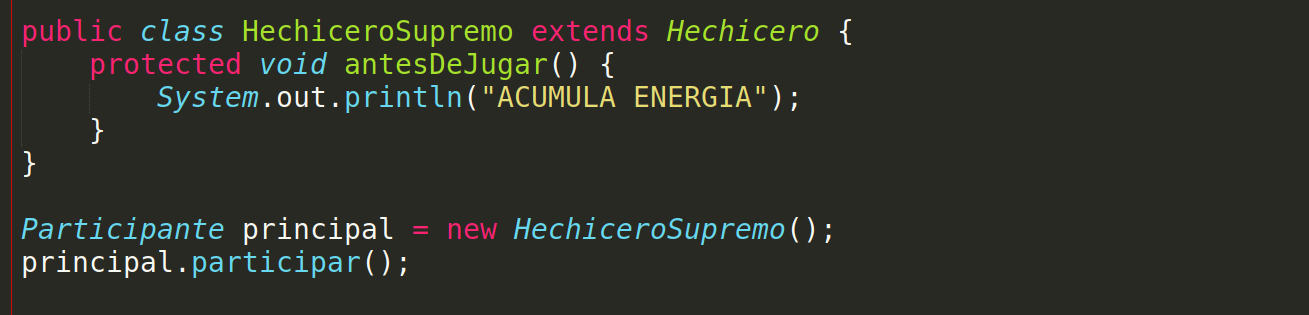 public class HechiceroSupremo extends Hechicero {
    protected void antesDeJugar() {
        System.out.println("ACUMULA ENERGIA");
    }
}

Participante principal = new HechiceroSupremo();
principal.participar();